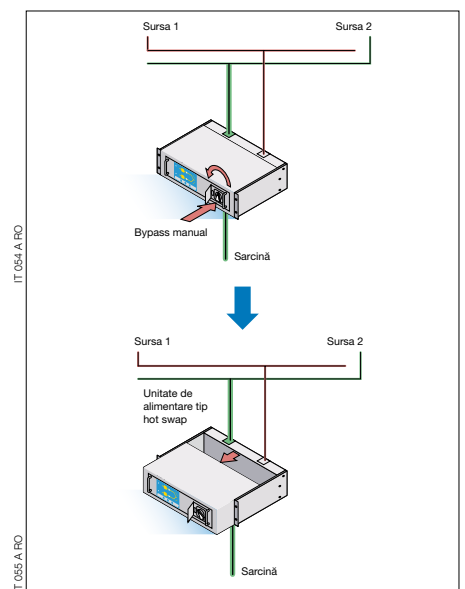 Sursa 1
Sursa 2
Bypass manual
Sarcină
IT 054 A RO
Sursa 1
Sursa 2
Unitate de
alimentare tip
hot swap
Sarcină
IT 055 A RO